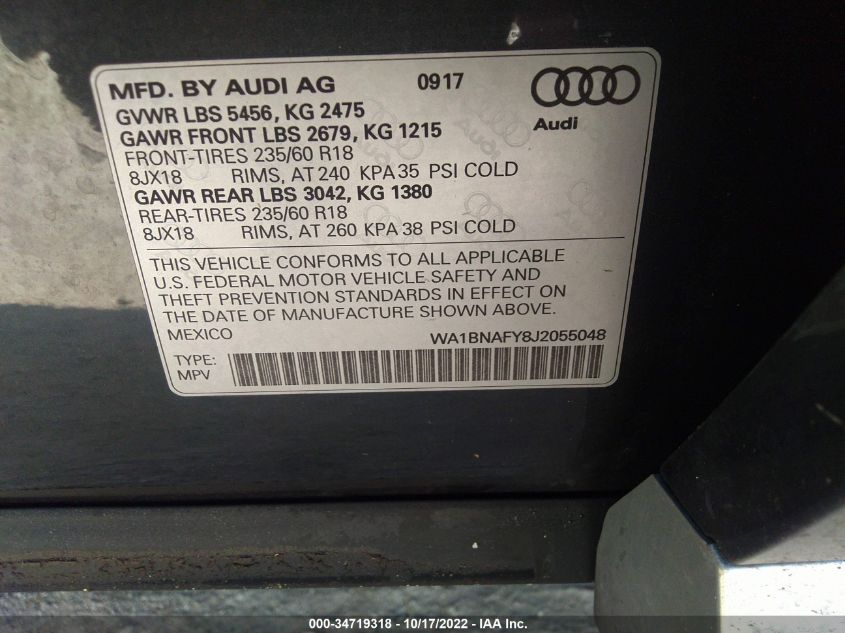 MFD. BY AUDI AG 0917
Audi
GVWR LBS 5456, KG 2475
GAWR FRONT LBS 2679, KG 1215
FRONT-TIRES 235/60 R18
8JX18 RIMS, AT 240 KPA 35 PSI COLD
GAWR REAR LBS 3042, KG 1380
REAR-TIRES 235/60 R18
8JX18 RIMS, AT 260 KPA 38 PSI COLD
THIS VEHICLE CONFORMS TO ALL APPLICABLE
U.S. FEDERAL MOTOR VEHICLE SAFETY AND
THEFT PREVENTION STANDARDS IN EFFECT ON
THE DATE OF MANUFACTURE SHOWN ABOVE.
MEXICO WA1BNAFY8J2055048
TYPE:
MPV
000-34719318 - 10/17/2022 - IAA Inc.